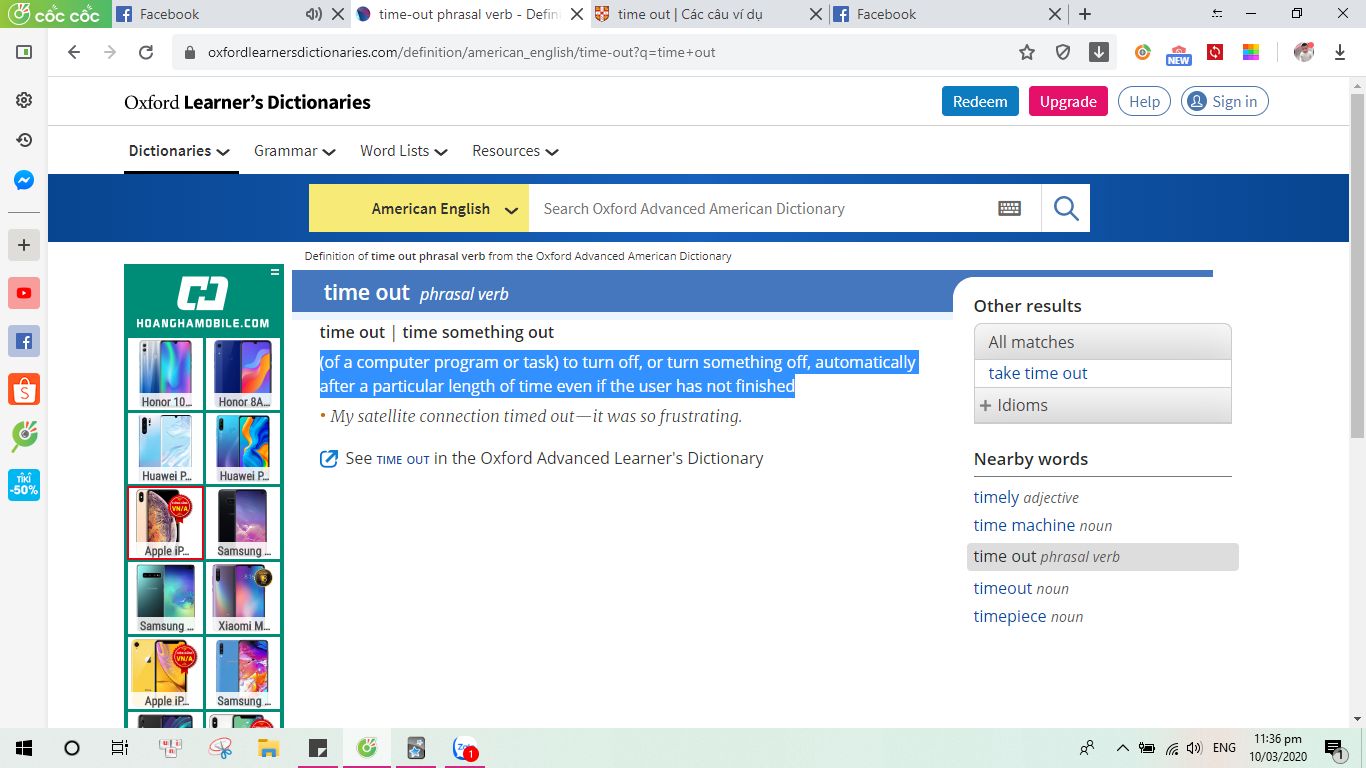 cốc cốc
Facebook
time-out phrasal verb - Defin
time out | Các câu ví dụ
Facebook
oxfordlearnersdictionaries.com/definition/american_english/time-out?q=time+out
NEW
Oxford Learner's Dictionaries
Redeem
Upgrade
Help
Sign in
Dictionaries
Grammar
Word Lists
Resources
American English
Search Oxford Advanced American Dictionary
Definition of time out phrasal verb from the Oxford Advanced American Dictionary
HOANGHAMOBILE.COM
Honor 10...
Honor 8A...
Huawei P...
Huawei P...
VN/A
Apple iP...
Samsung ...
Samsung ...
Xiaomi M...
VN/A
Apple iP...
Samsung ...
TIKI
-50%
time out phrasal verb
time out | time something out
(of a computer program or task) to turn off, or turn something off, automatically
after a particular length of time even if the user has not finished
• My satellite connection timed out—it was so frustrating.
See TIME OUT in the Oxford Advanced Learner's Dictionary
Other results
All matches
take time out
+ Idioms
Nearby words
timely adjective
time machine noun
time out phrasal verb
timeout noun
timepiece noun
1
ENG
11:36 pm
10/03/2020
1